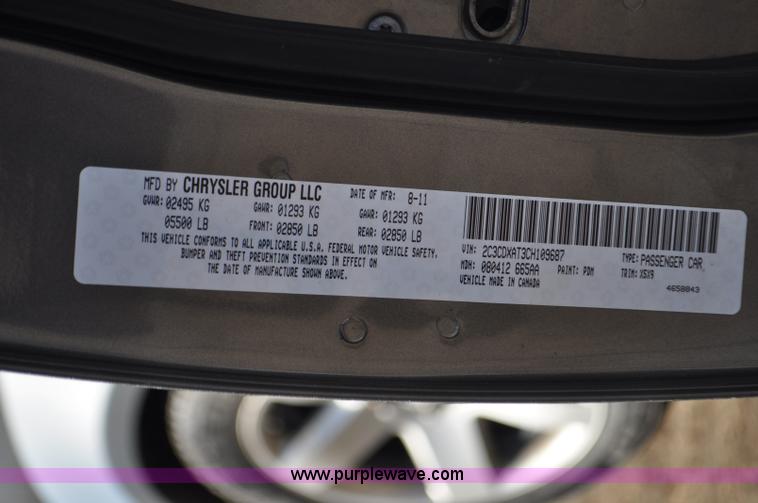 MFD BY CHRYSLER GROUP LLC DATE OF MFR: 8-11
GVWR: 02495 KG GAWR: 01293 KG GAWR: 01293 KG
05500 LB FRONT: 02850 LB REAR: 02850 LB
THIS VEHICLE CONFORMS TO ALL APPLICABLE U.S.A. FEDERAL MOTOR VEHICLE SAFETY,
BUMPER AND THEFT PREVENTION STANDARDS IN EFFECT ON
THE DATE OF MANUFACTURE SHOWN ABOVE.
VIN: 2C3CDXAT3CH109687 TYPE: PASSENGER CAR
MDH: 080412 665AA PAINT: PDM TRIM: X5X9
VEHICLE MADE IN CANADA 4658843
www.purplewave.com